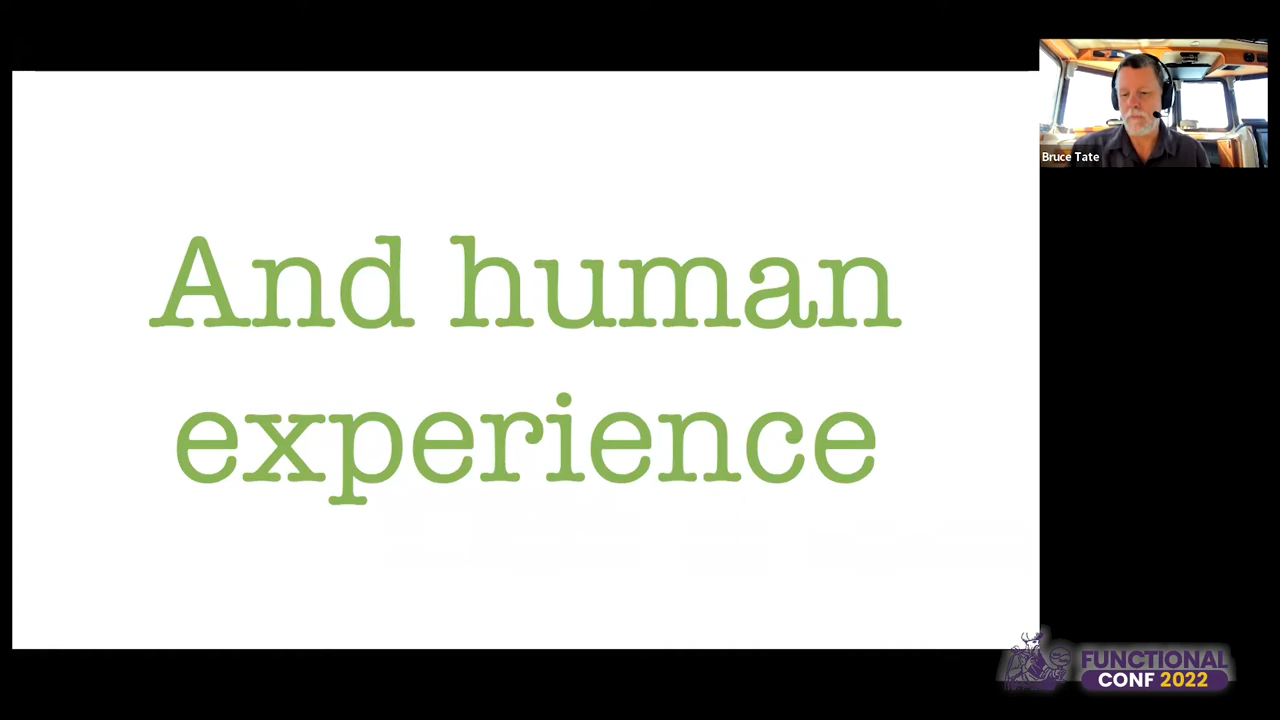 And human
experience
Bruce Tate
FUNCTIONAL
CONF 2022